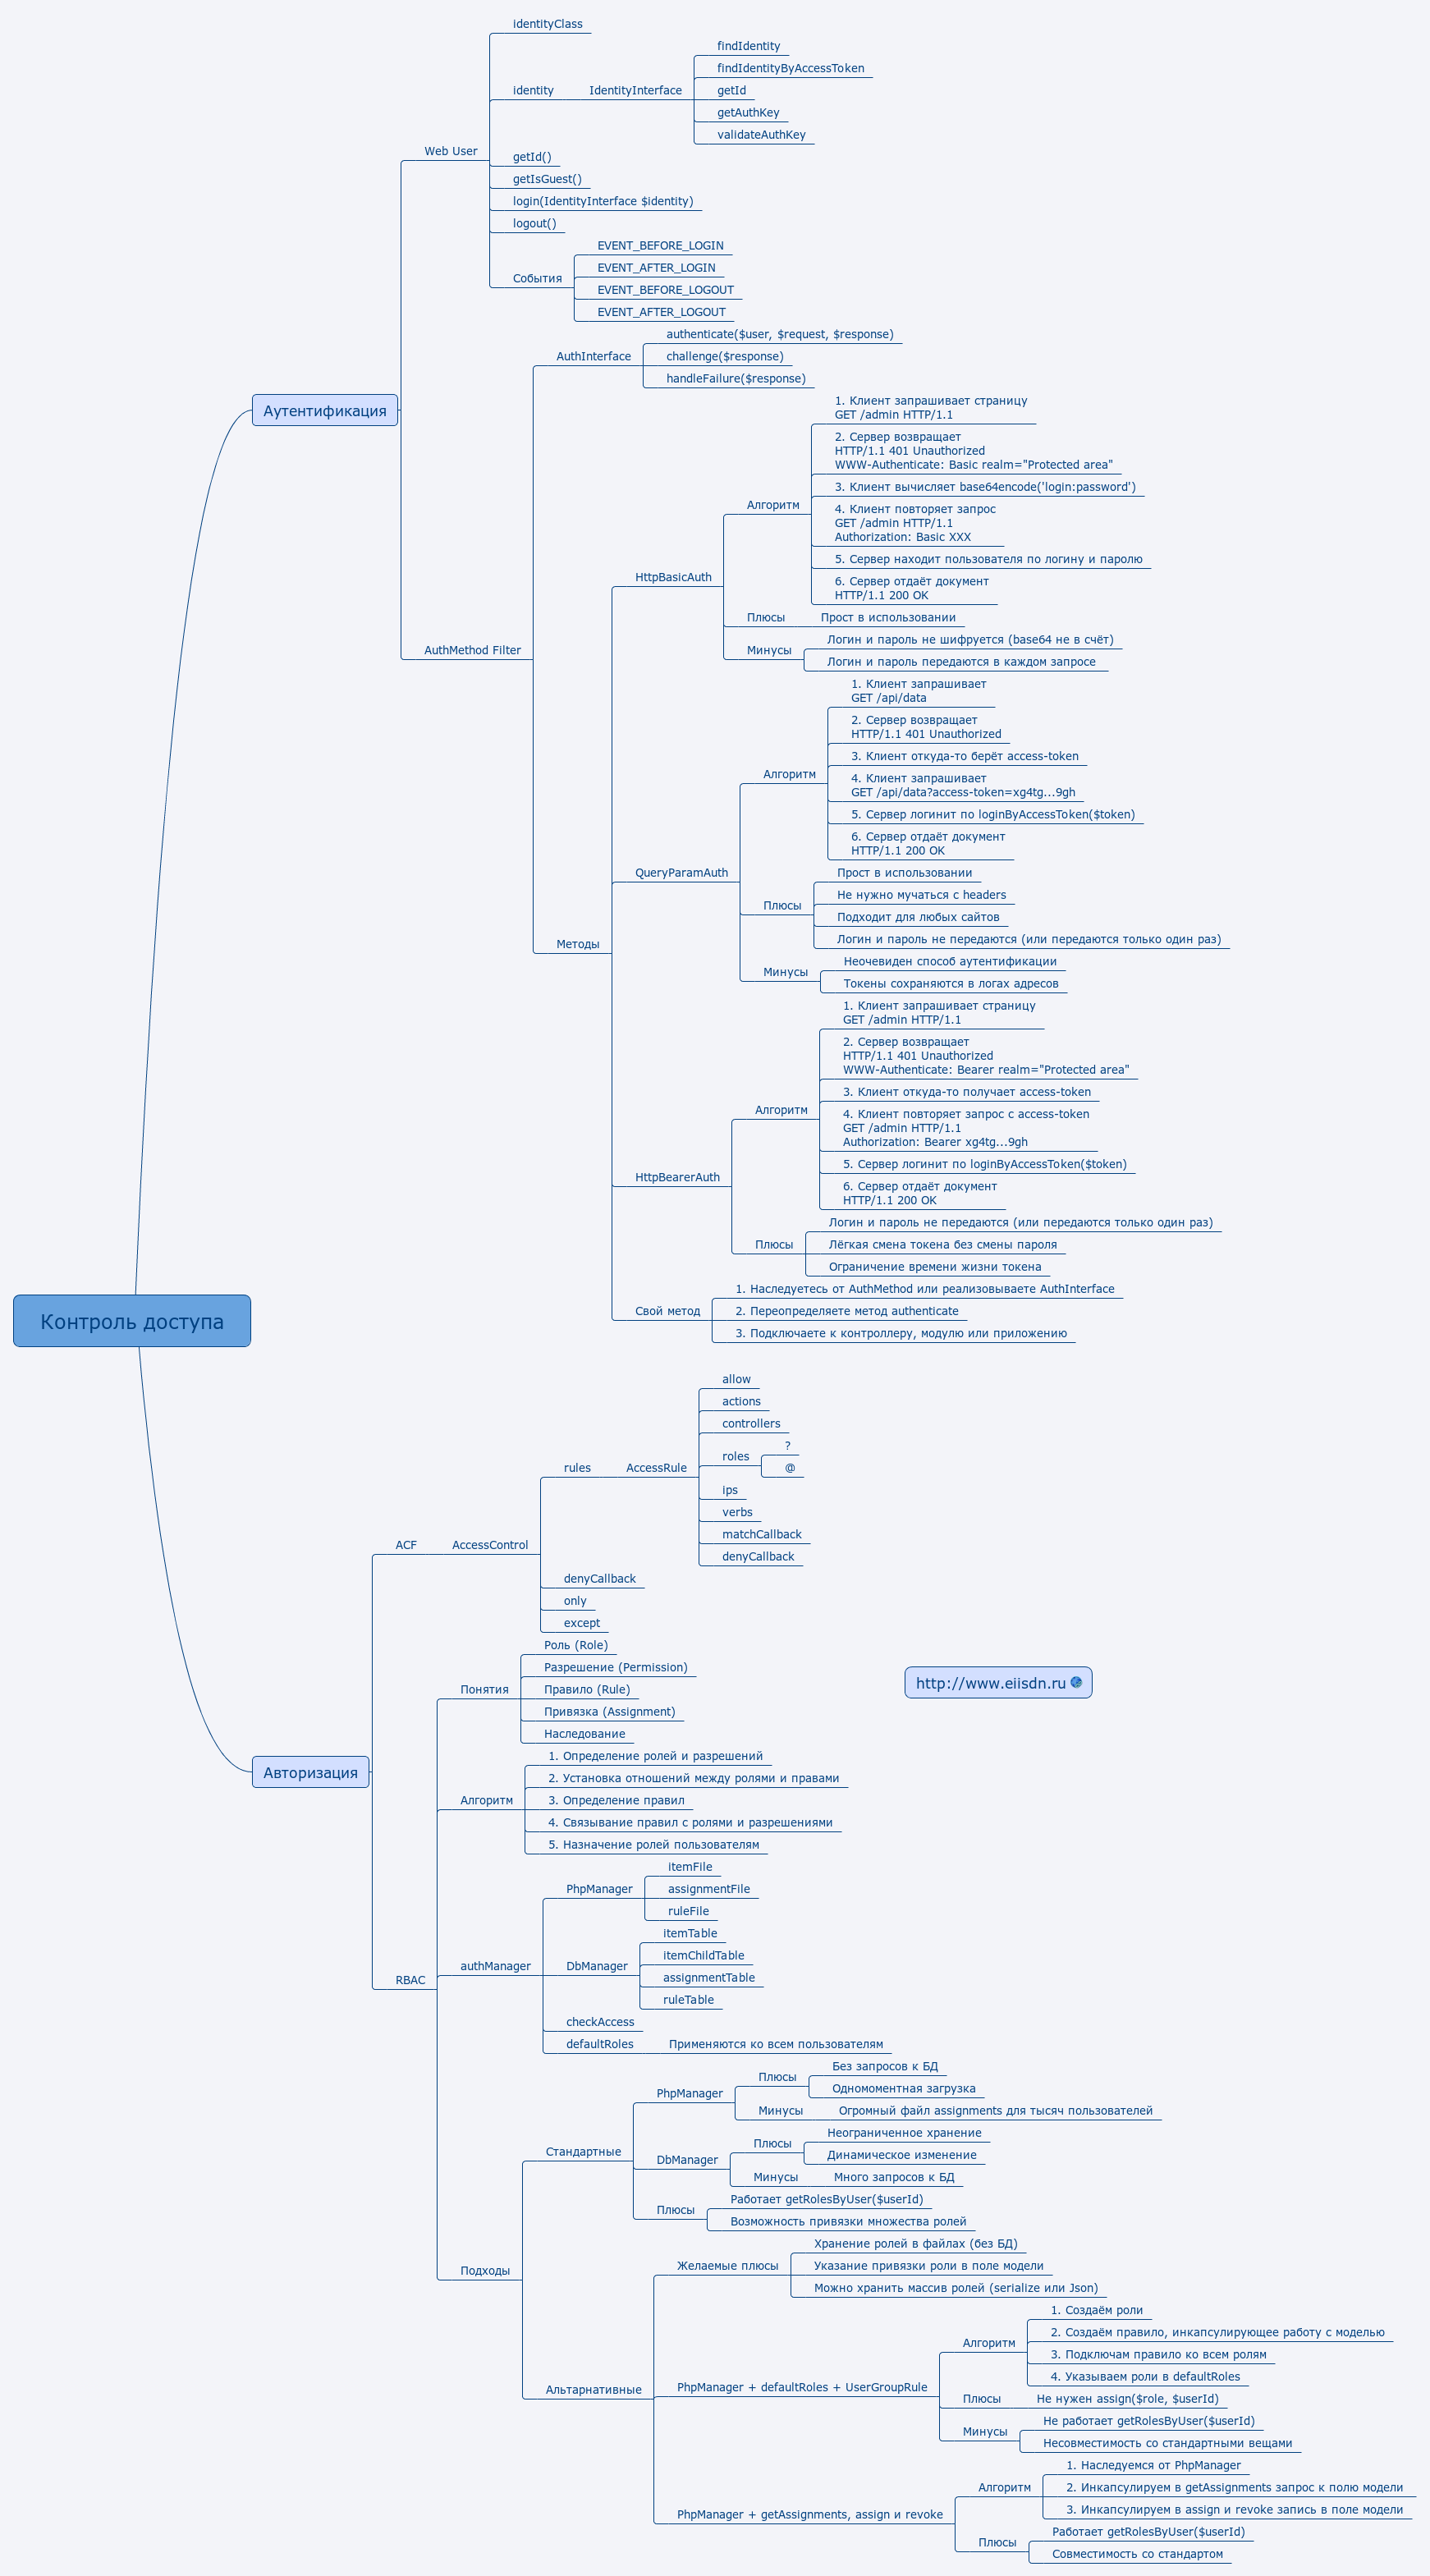 Контроль доступа
Аутентификация
Web User
identityClass
identity
IdentityInterface
findIdentity
findIdentityByAccessToken
getId
getAuthKey
validateAuthKey
getId()
getIsGuest()
login(IdentityInterface $identity)
logout()
События
EVENT_BEFORE_LOGIN
EVENT_AFTER_LOGIN
EVENT_BEFORE_LOGOUT
EVENT_AFTER_LOGOUT
AuthMethod Filter
AuthInterface
authenticate($user, $request, $response)
challenge($response)
handleFailure($response)
Методы
HttpBasicAuth
Алгоритм
1. Клиент запрашивает страницу
GET /admin HTTP/1.1
2. Сервер возвращает
HTTP/1.1 401 Unauthorized
WWW-Authenticate: Basic realm="Protected area"
3. Клиент вычисляет base64encode('login:password')
4. Клиент повторяет запрос
GET /admin HTTP/1.1
Authorization: Basic XXX
5. Сервер находит пользователя по логину и паролю
6. Сервер отдаёт документ
HTTP/1.1 200 OK
Плюсы
Прост в использовании
Минусы
Логин и пароль не шифруется (base64 не в счёт)
Логин и пароль передаются в каждом запросе
QueryParamAuth
Алгоритм
1. Клиент запрашивает
GET /api/data
2. Сервер возвращает
HTTP/1.1 401 Unauthorized
3. Клиент откуда-то берёт access-token
4. Клиент запрашивает
GET /api/data?access-token=xg4tg...9gh
5. Сервер логинит по loginByAccessToken($token)
6. Сервер отдаёт документ
HTTP/1.1 200 OK
Плюсы
Прост в использовании
Не нужно мучаться с headers
Подходит для любых сайтов
Логин и пароль не передаются (или передаются только один раз)
Минусы
Неочевиден способ аутентификации
Токены сохраняются в логах адресов
HttpBearerAuth
Алгоритм
1. Клиент запрашивает страницу
GET /admin HTTP/1.1
2. Сервер возвращает
HTTP/1.1 401 Unauthorized
WWW-Authenticate: Bearer realm="Protected area"
3. Клиент откуда-то получает access-token
4. Клиент повторяет запрос с access-token
GET /admin HTTP/1.1
Authorization: Bearer xg4tg...9gh
5. Сервер логинит по loginByAccessToken($token)
6. Сервер отдаёт документ
HTTP/1.1 200 OK
Плюсы
Логин и пароль не передаются (или передаются только один раз)
Лёгкая смена токена без смены пароля
Ограничение времени жизни токена
Свой метод
1. Наследуетесь от AuthMethod или реализовываете AuthInterface
2. Переопределяете метод authenticate
3. Подключаете к контроллеру, модулю или приложению
Авторизация
ACF
AccessControl
rules
AccessRule
allow
actions
controllers
roles
?
@
ips
verbs
matchCallback
denyCallback
denyCallback
only
except
RBAC
Понятия
Роль (Role)
Разрешение (Permission)
Правило (Rule)
Привязка (Assignment)
Наследование
Алгоритм
1. Определение ролей и разрешений
2. Установка отношений между ролями и правами
3. Определение правил
4. Связывание правил с ролями и разрешениями
5. Назначение ролей пользователям
authManager
PhpManager
itemFile
assignmentFile
ruleFile
DbManager
itemTable
itemChildTable
assignmentTable
ruleTable
checkAccess
defaultRoles
Применяются ко всем пользователям
Подходы
Стандартные
PhpManager
Плюсы
Без запросов к БД
Одномоментная загрузка
Минусы
Огромный файл assignments для тысяч пользователей
DbManager
Плюсы
Неограниченное хранение
Динамическое изменение
Минусы
Много запросов к БД
Плюсы
Работает getRolesByUser($userId)
Возможность привязки множества ролей
Альтарнативные
Желаемые плюсы
Хранение ролей в файлах (без БД)
Указание привязки роли в поле модели
Можно хранить массив ролей (serialize или Json)
PhpManager + defaultRoles + UserGroupRule
Алгоритм
1. Создаём роли
2. Создаём правило, инкапсулирующее работу с моделью
3. Подключам правило ко всем ролям
4. Указываем роли в defaultRoles
Плюсы
Не нужен assign($role, $userId)
Минусы
Не работает getRolesByUser($userId)
Несовместимость со стандартными вещами
PhpManager + getAssignments, assign и revoke
Алгоритм
1. Наследуемся от PhpManager
2. Инкапсулируем в getAssignments запрос к полю модели
3. Инкапсулируем в assign и revoke запись в поле модели
Плюсы
Работает getRolesByUser($userId)
Совместимость со стандартом
http://www.eiisdn.ru